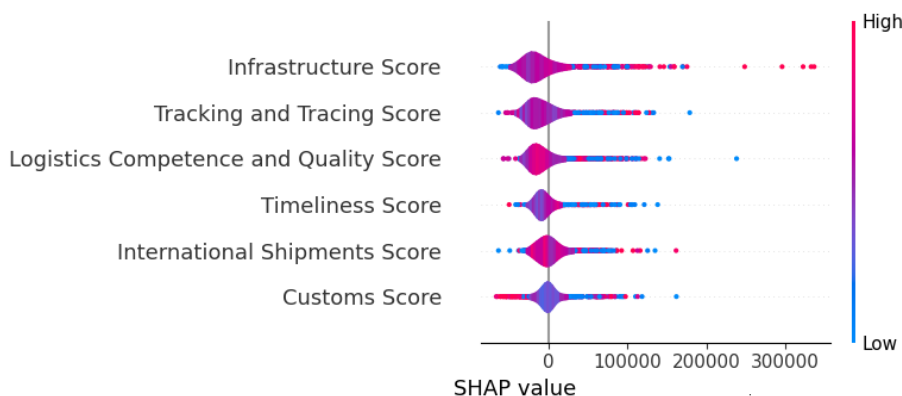 High
Infrastructure Score
Tracking and Tracing Score
Logistics Competence and Quality Score
Timeliness Score
International Shipments Score
Customs Score
Low
0 100000 200000 300000
SHAP value